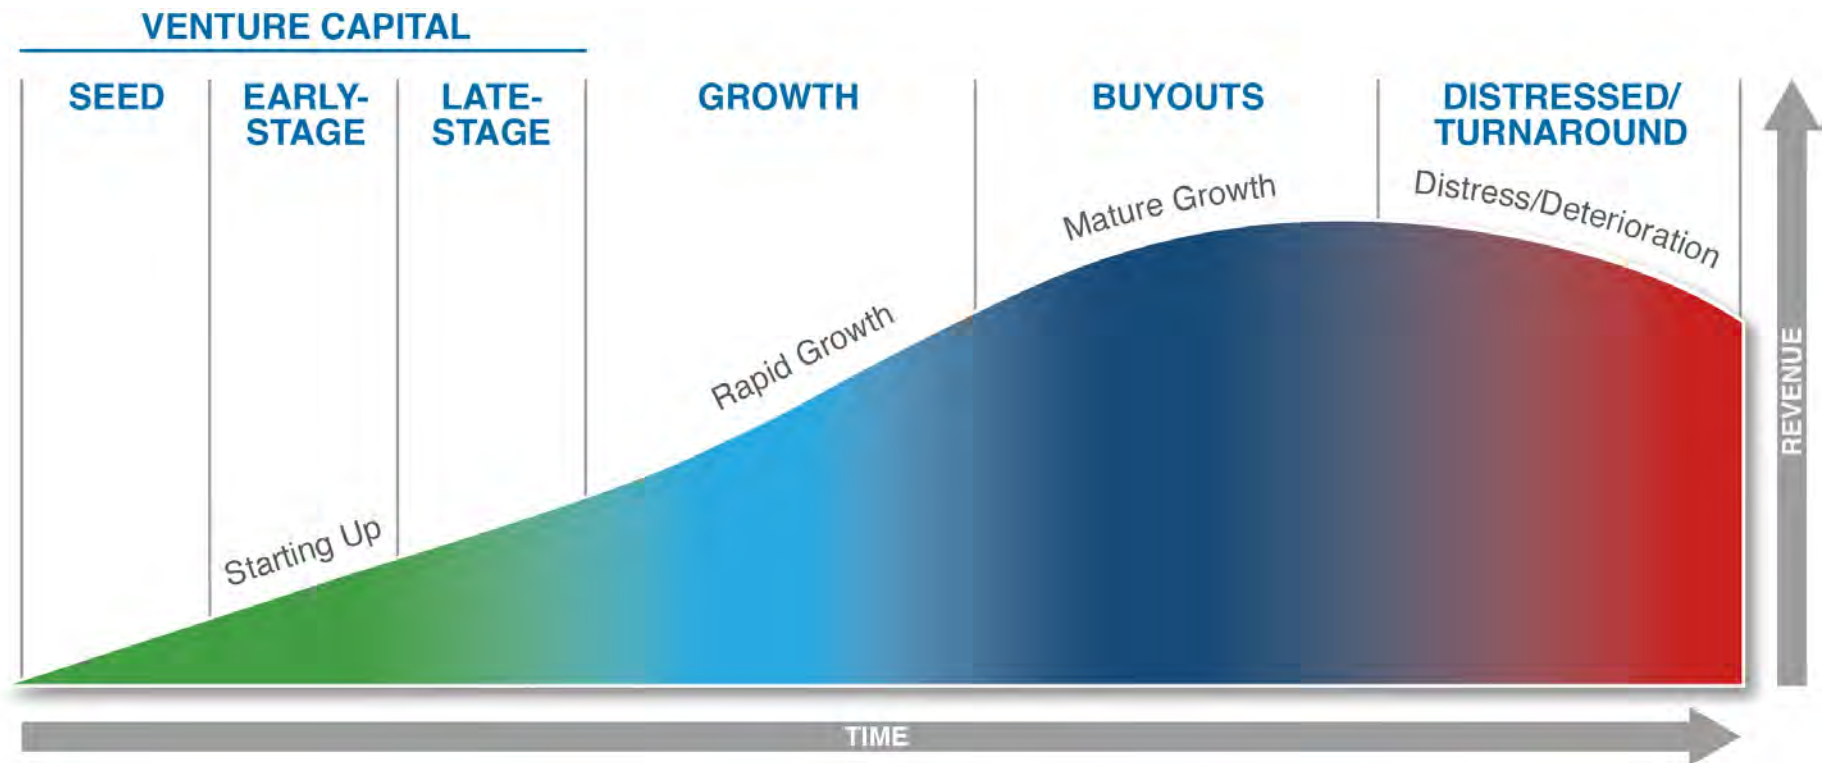 VENTURE CAPITAL
SEED
EARLY-
STAGE
LATE-
STAGE
GROWTH
BUYOUTS
DISTRESSED/
TURNAROUND
Starting Up
Rapid Growth
Mature Growth
Distress/Deterioration
REVENUE
TIME